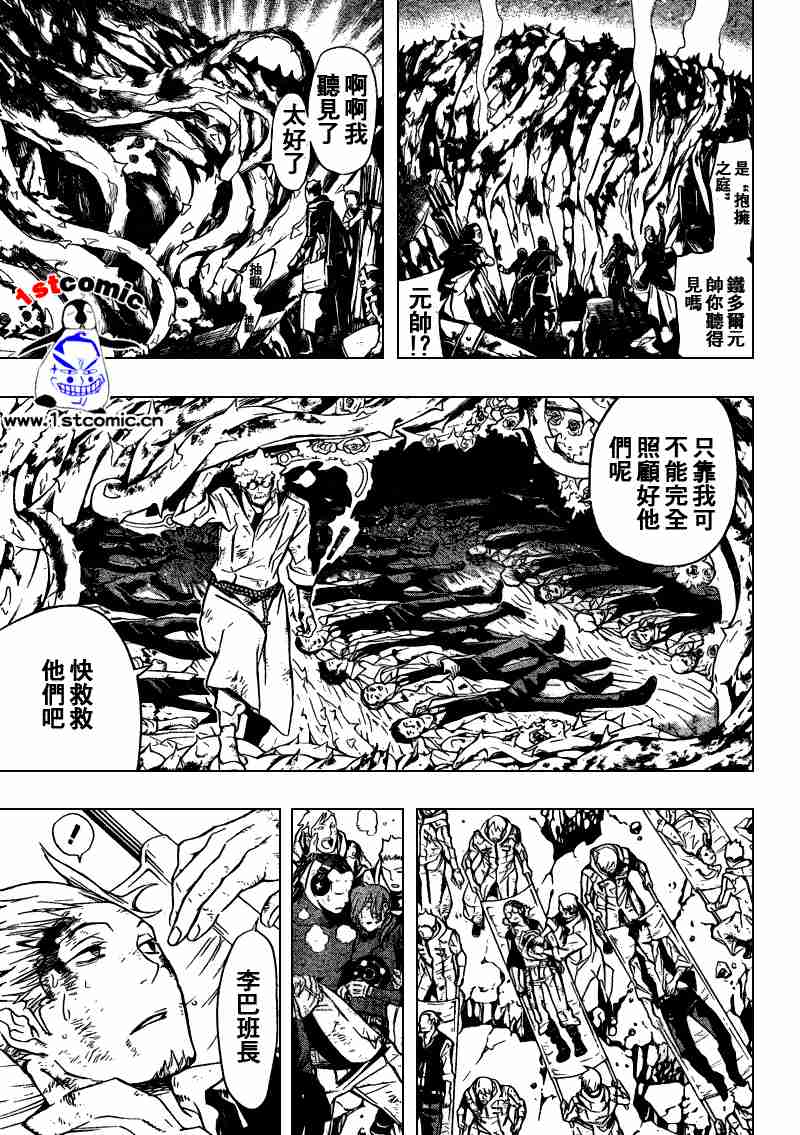 是“抱擁
之庭”
鐵多爾元
帥你聽得
見嗎
元帥!?
啊啊我
聽見了
太好了
抽動
抽動
1stcomic
www.1stcomic.cn
只靠我可
不能完全
照顧好他
們呢
快救救
他們吧
李巴班長
!